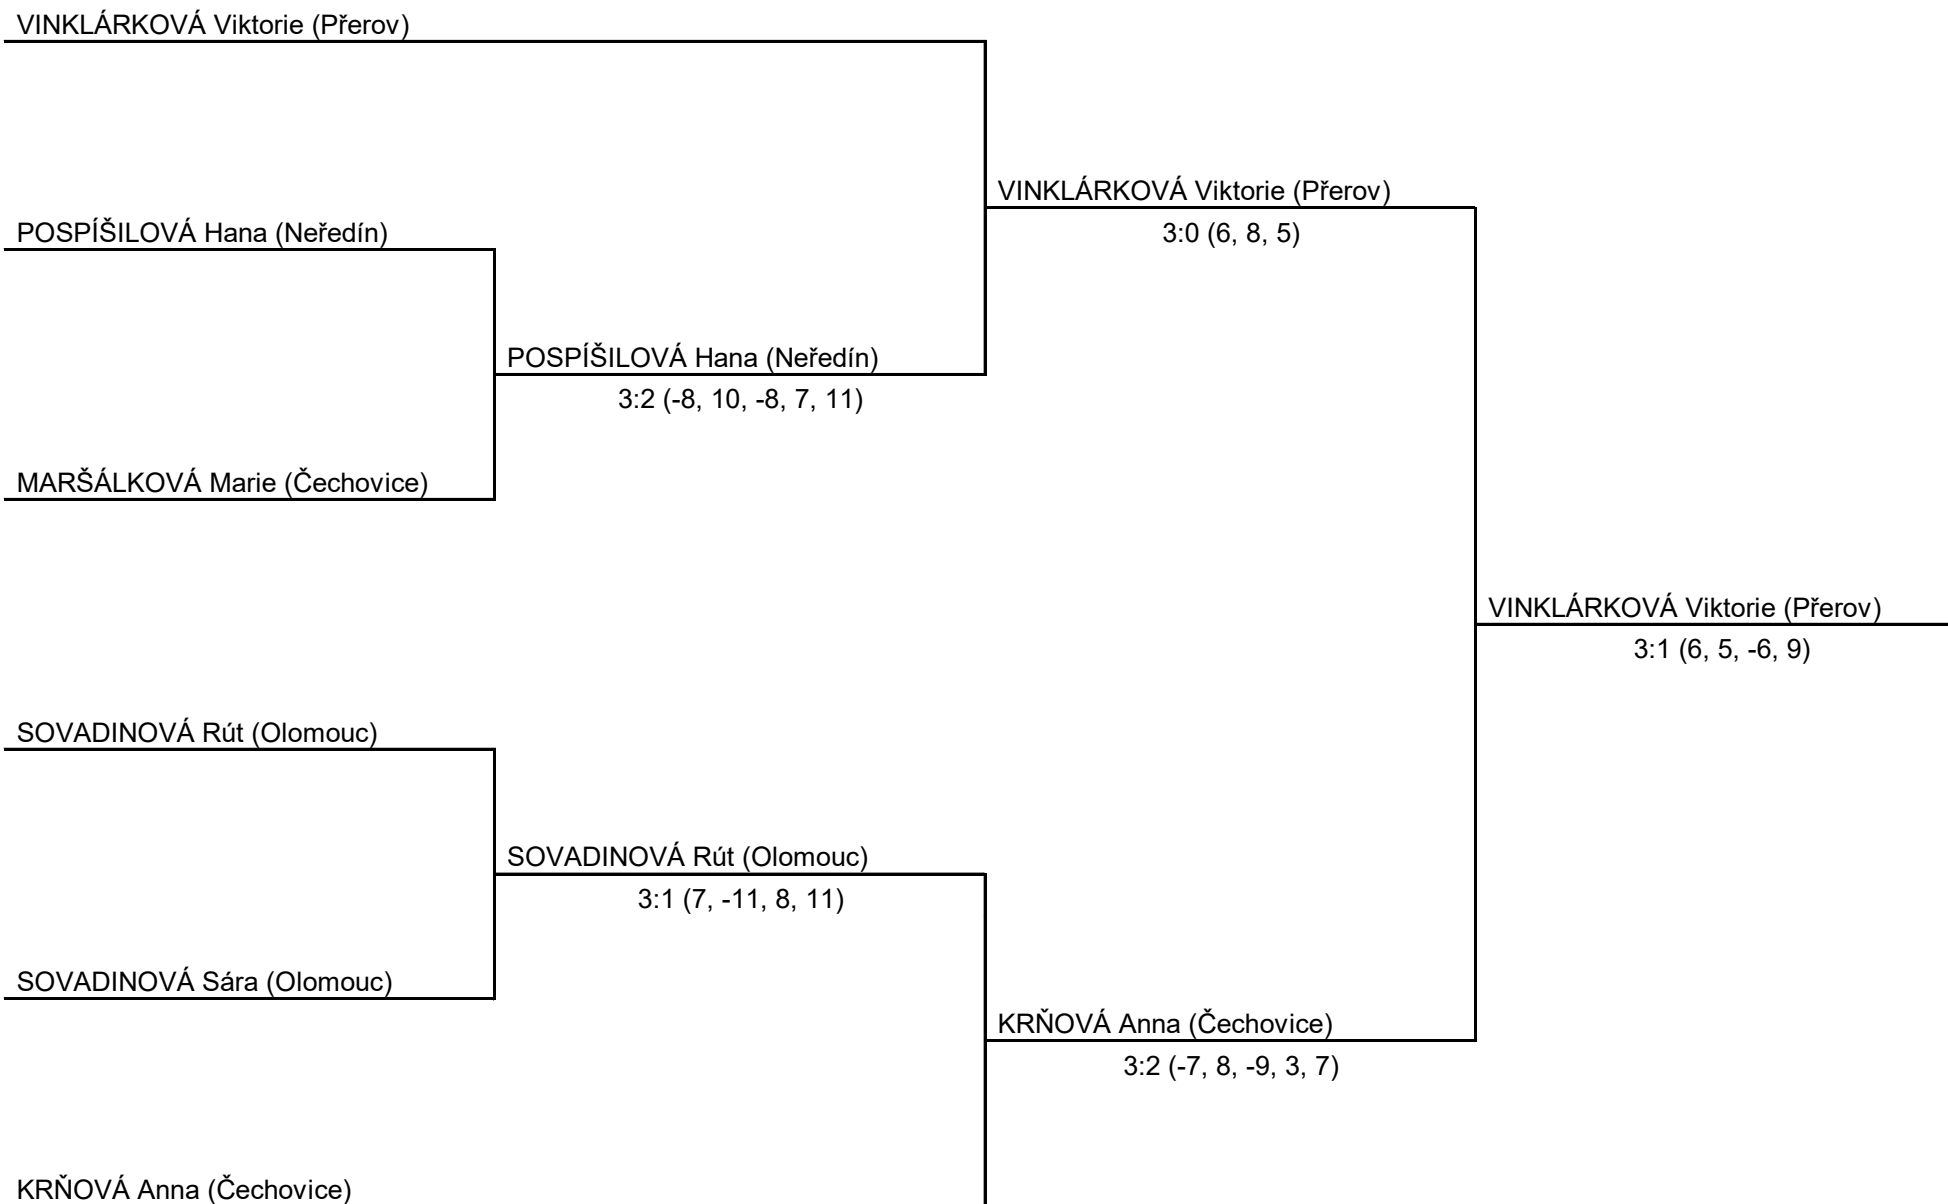 VINKLÁRKOVÁ Viktorie (Přerov)
VINKLÁRKOVÁ Viktorie (Přerov)
POSPÍŠILOVÁ Hana (Neředín)
3:0 (6, 8, 5)
POSPÍŠILOVÁ Hana (Neředín)
3:2 (-8, 10, -8, 7, 11)
MARŠÁLKOVÁ Marie (Čechovice)
VINKLÁRKOVÁ Viktorie (Přerov)
3:1 (6, 5, -6, 9)
SOVADINOVÁ Rút (Olomouc)
SOVADINOVÁ Rút (Olomouc)
3:1 (7, -11, 8, 11)
SOVADINOVÁ Sára (Olomouc)
KRŇOVÁ Anna (Čechovice)
3:2 (-7, 8, -9, 3, 7)
KRŇOVÁ Anna (Čechovice)